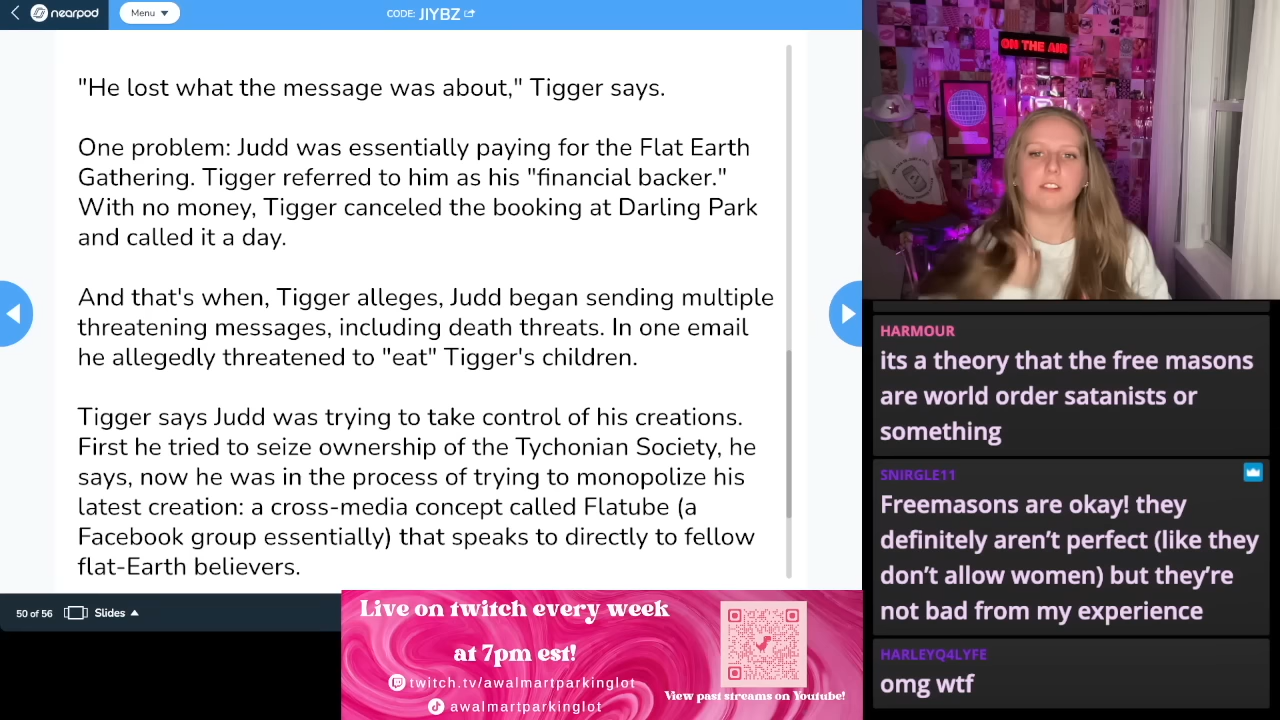 nearpod
Menu
CODE: JIYBZ
"He lost what the message was about," Tigger says.
One problem: Judd was essentially paying for the Flat Earth
Gathering. Tigger referred to him as his "financial backer."
With no money, Tigger canceled the booking at Darling Park
and called it a day.
And that's when, Tigger alleges, Judd began sending multiple
threatening messages, including death threats. In one email
he allegedly threatened to "eat" Tigger's children.
Tigger says Judd was trying to take control of his creations.
First he tried to seize ownership of the Tychonian Society, he
says, now he was in the process of trying to monopolize his
latest creation: a cross-media concept called Flatube (a
Facebook group essentially) that speaks to directly to fellow
flat-Earth believers.
50 of 56
Slides
Live on twitch every week
at 7pm est!
twitch.tv/awalmartparkinglot
awalmartparkinglot
View past streams on Youtube!
ON THE AIR
HARMOUR
its a theory that the free masons
are world order satanists or
something
SNIRGLE11
Freemasons are okay! they
definitely aren't perfect (like they
don't allow women) but they're
not bad from my experience
HARLEYQ4LYFE
omg wtf